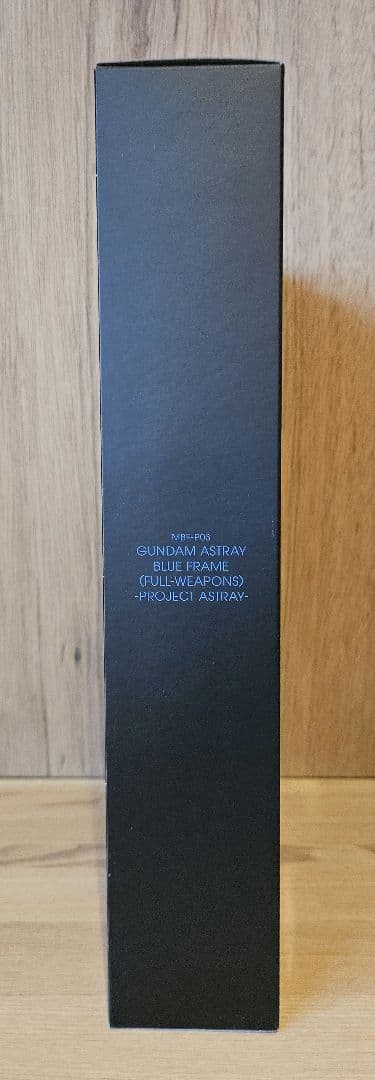 MBF-P03
GUNDAM ASTRAY
BLUE FRAME
(FULL-WEAPONS)
-PROJECT ASTRAY-